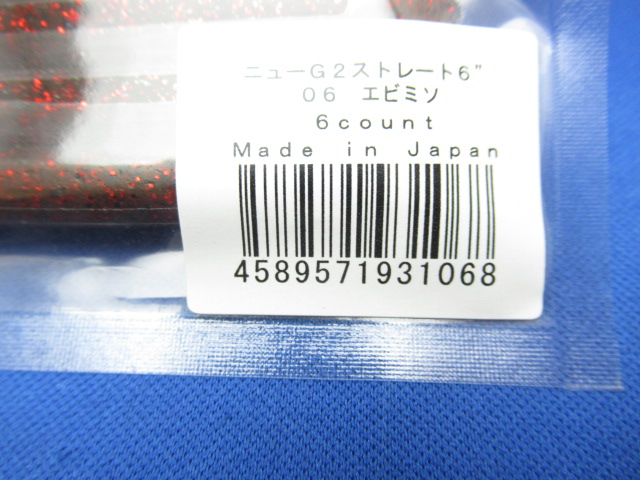 ニューG2ストレート6”
06 エビミソ
6count
Made in Japan
4589571931068